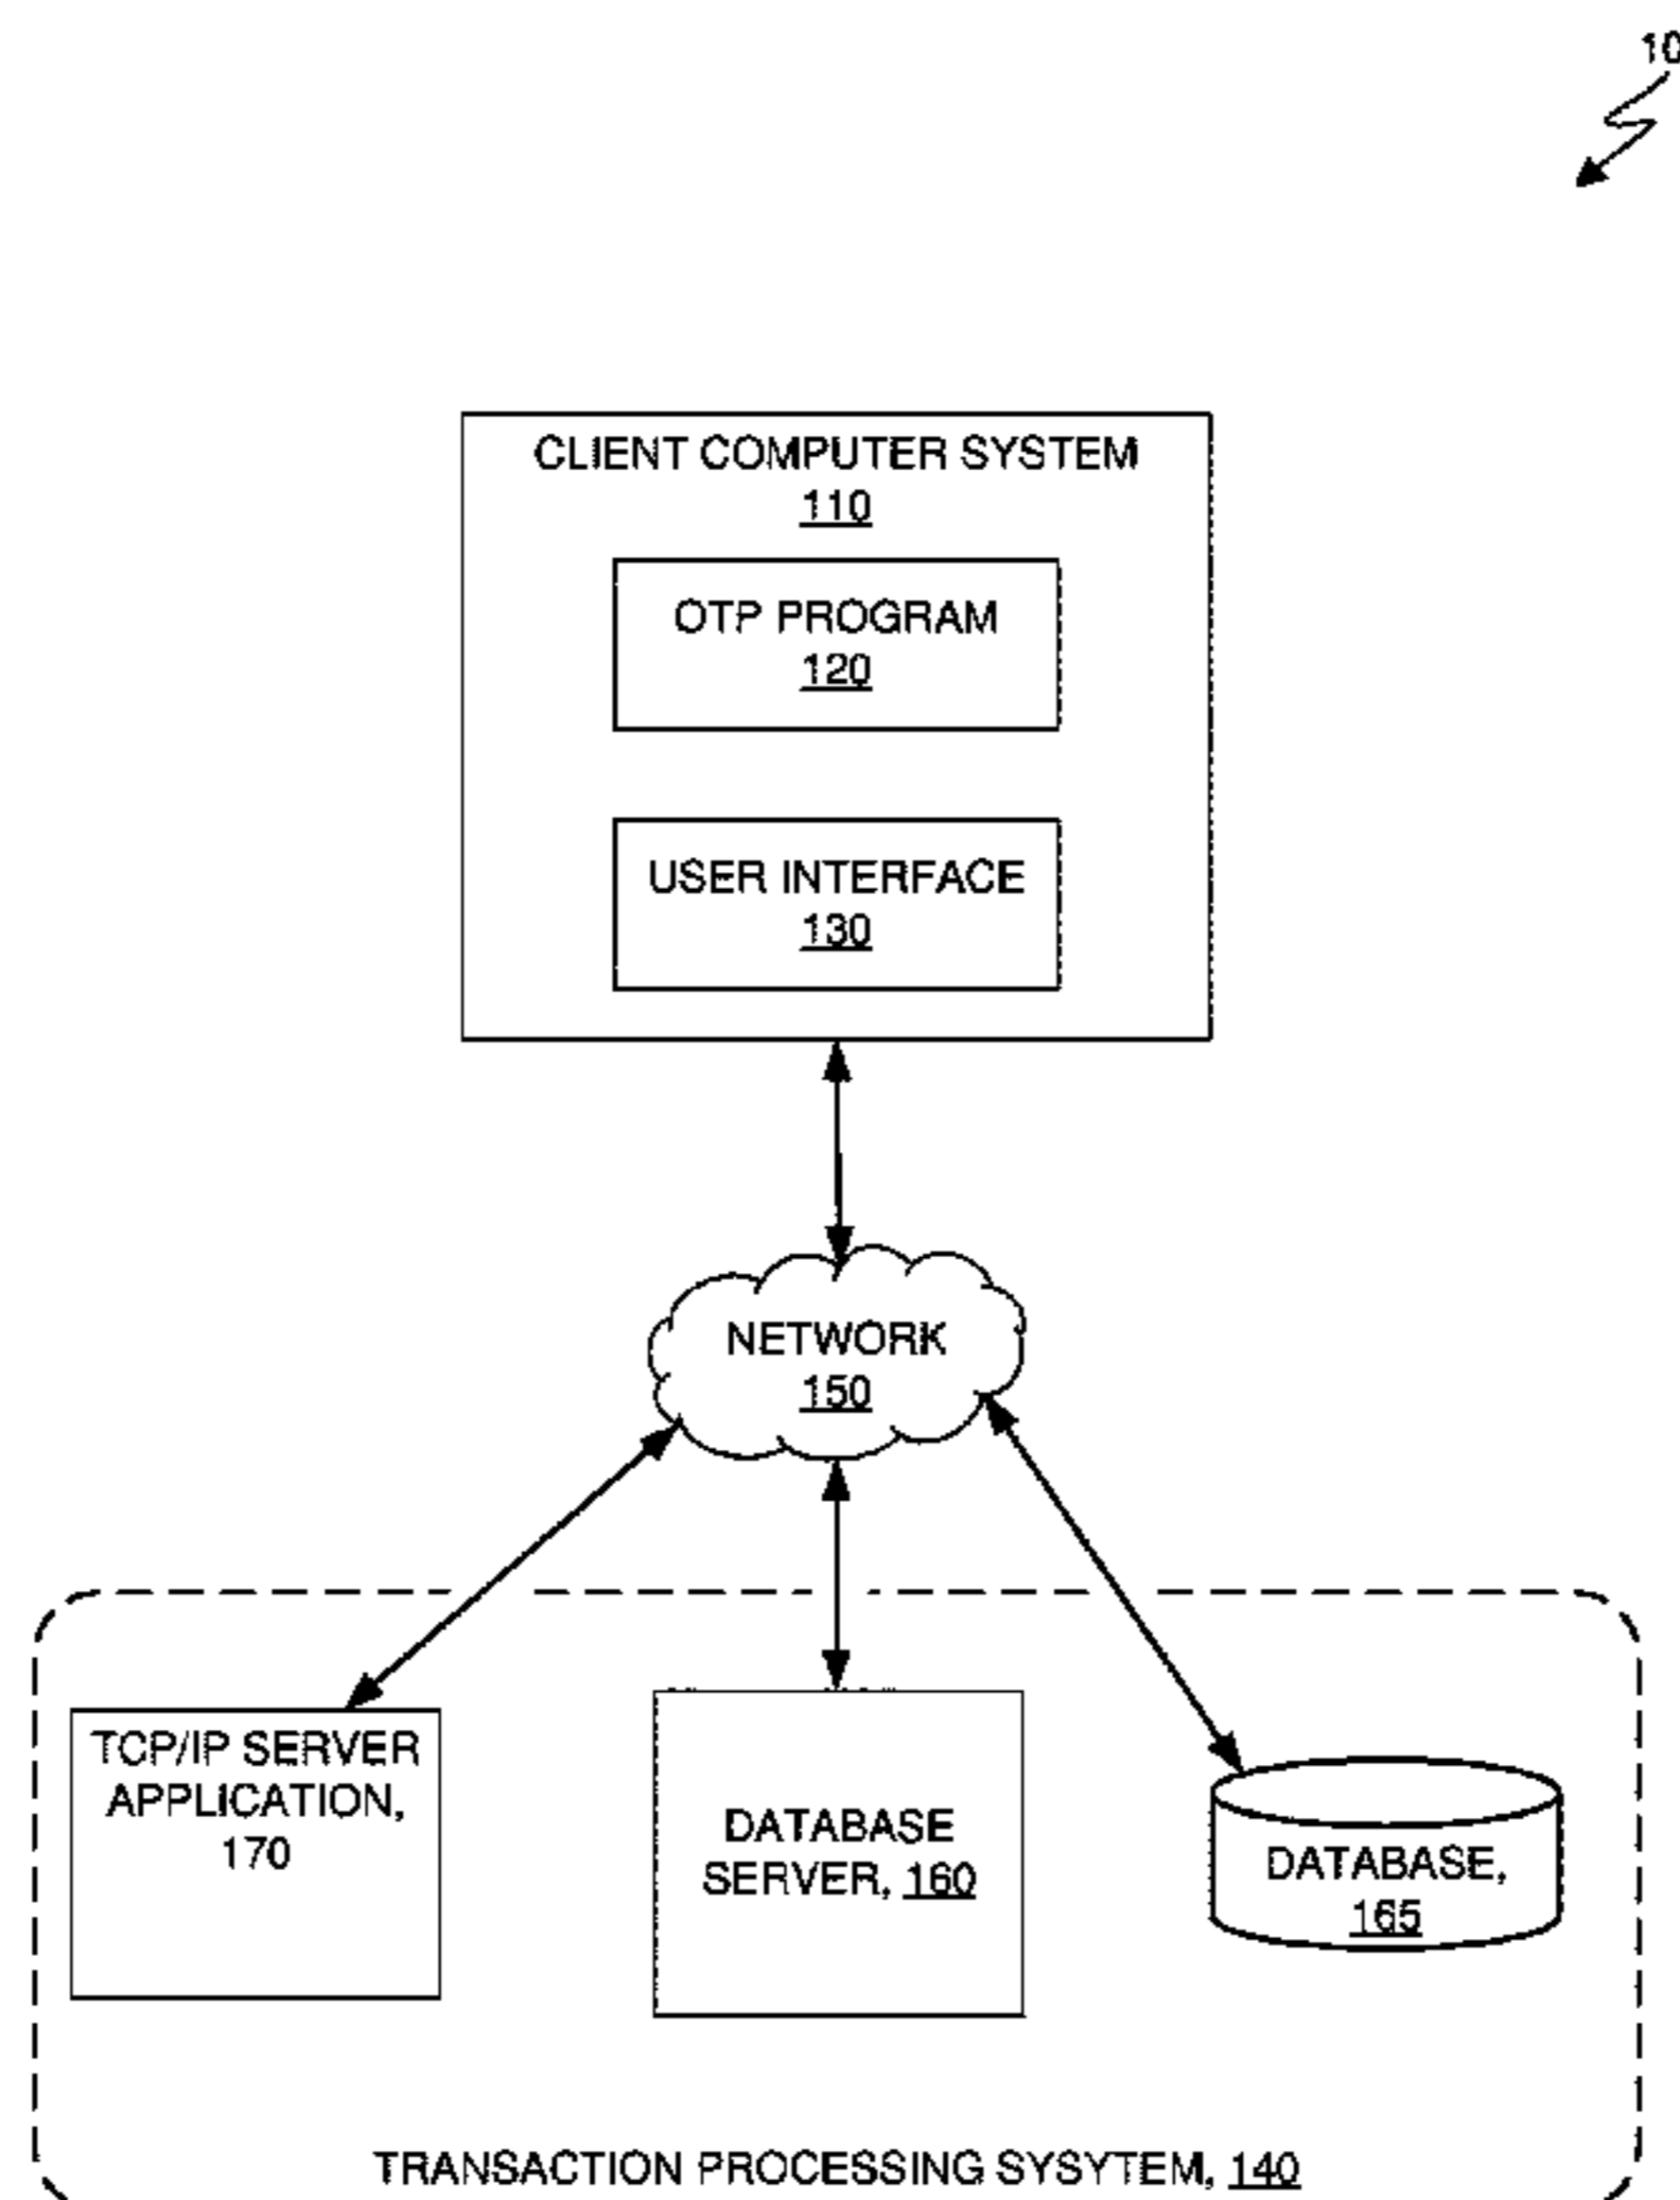 10
CLIENT COMPUTER SYSTEM
110
OTP PROGRAM
120
USER INTERFACE
130
NETWORK
150
TCP/IP SERVER
APPLICATION,
170
DATABASE
SERVER, 160
DATABASE,
165
TRANSACTION PROCESSING SYSYTEM, 140